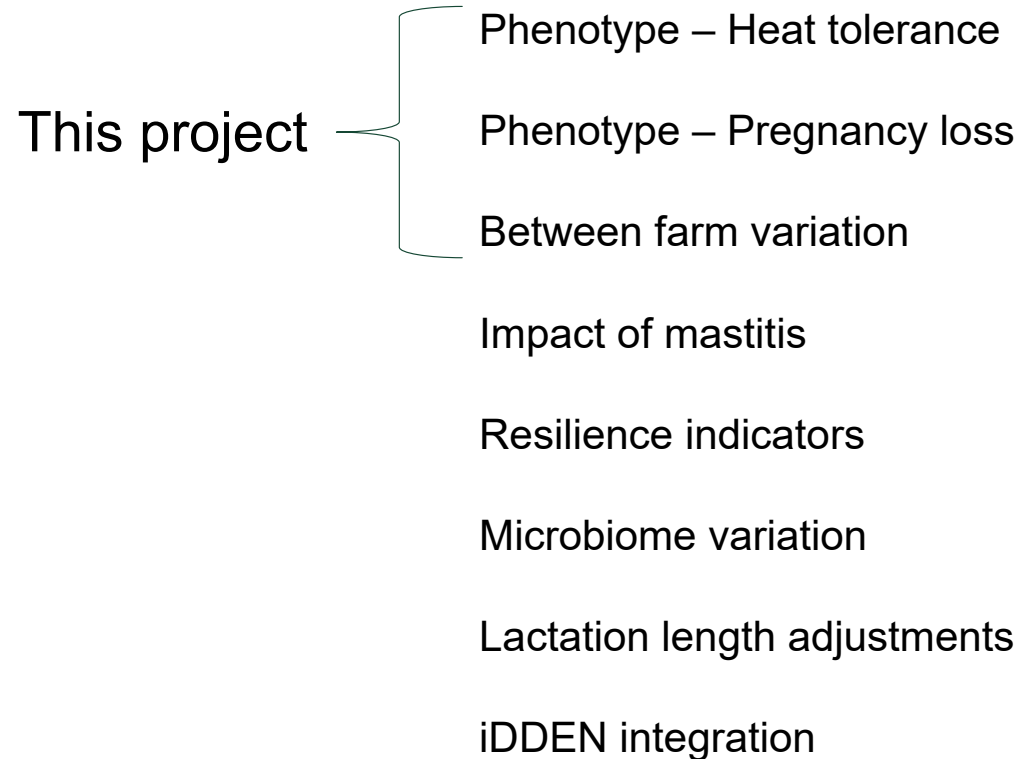 Phenotype – Heat tolerance
This project
Phenotype – Pregnancy loss
Between farm variation
Impact of mastitis
Resilience indicators
Microbiome variation
Lactation length adjustments
iDDEN integration